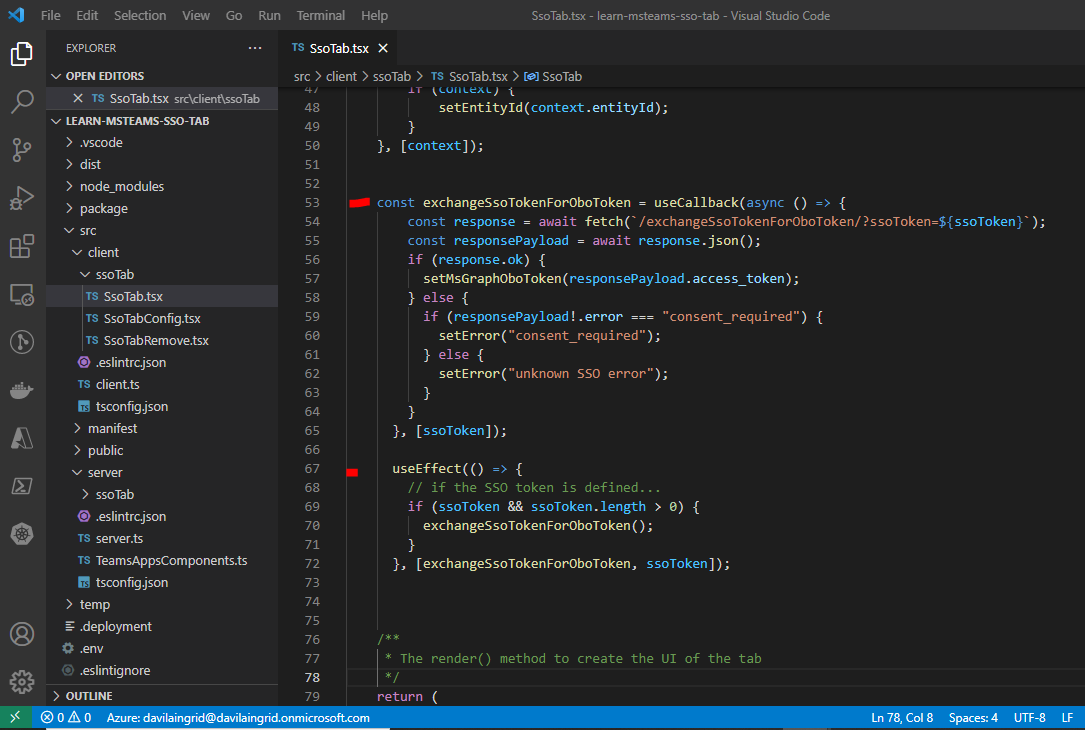 File Edit Selection View Go Run Terminal Help SsoTab.tsx - learn-msteams-sso-tab - Visual Studio Code
EXPLORER ...
OPEN EDITORS
TS SsoTab.tsx src\client\ssoTab
LEARN-MSTEAMS-SSO-TAB
.vscode
dist
node_modules
package
src
client
ssoTab
TS SsoTab.tsx
TS SsoTabConfig.tsx
TS SsoTabRemove.tsx
.eslintrc.json
TS client.ts
TS tsconfig.json
manifest
public
server
ssoTab
.eslintrc.json
TS server.ts
TS TeamsAppsComponents.ts
TS tsconfig.json
temp
.deployment
.env
.eslintignore
OUTLINE
TS SsoTab.tsx
src > client > ssoTab > TS SsoTab.tsx > SsoTab
47 if (context) {
48 setEntityId(context.entityId);
49 }
50 }, [context]);
51
52
53 const exchangeSsoTokenForOboToken = useCallback(async () => {
54 const response = await fetch(`/exchangeSsoTokenForOboToken/?ssoToken=${ssoToken}`);
55 const responsePayload = await response.json();
56 if (response.ok) {
57 setMsGraphOboToken(responsePayload.access_token);
58 } else {
59 if (responsePayload!.error === "consent_required") {
60 setError("consent_required");
61 } else {
62 setError("unknown SSO error");
63 }
64 }
65 }, [ssoToken]);
66
67 useEffect(() => {
68 // if the SSO token is defined...
69 if (ssoToken && ssoToken.length > 0) {
70 exchangeSsoTokenForOboToken();
71 }
72 }, [exchangeSsoTokenForOboToken, ssoToken]);
73
74
75
76 /**
77 * The render() method to create the UI of the tab
78 */
79 return (
0 0 Azure: davilaingrid@davilaingrid.onmicrosoft.com Ln 78, Col 8 Spaces: 4 UTF-8 LF